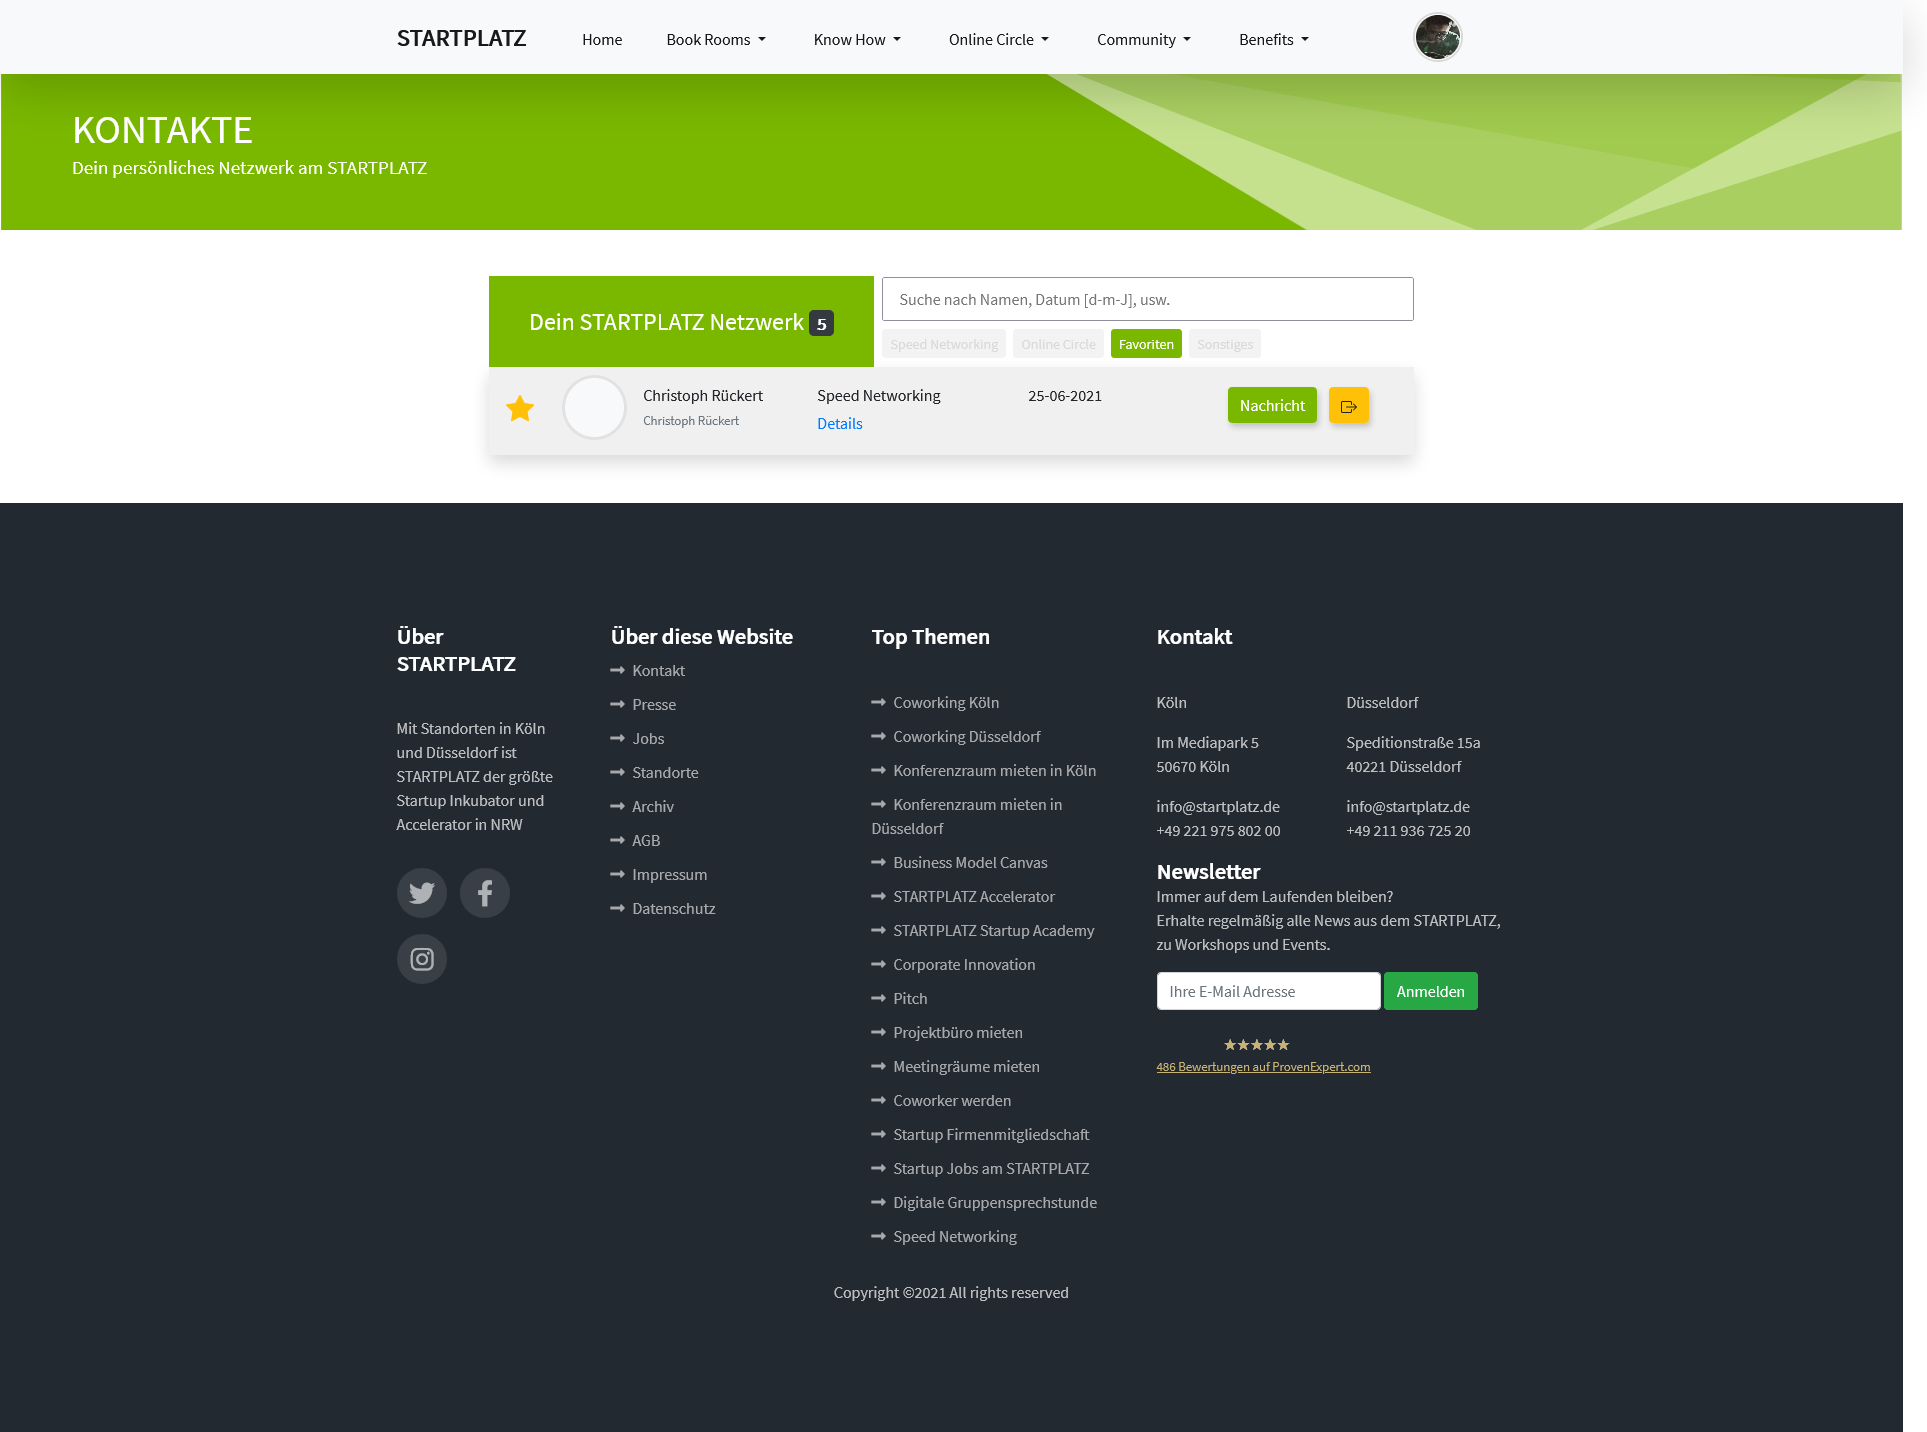 STARTPLATZ Home Book Rooms Know How Online Circle Community Benefits
KONTAKTE
Dein persönliches Netzwerk am STARTPLATZ
Dein STARTPLATZ Netzwerk 5
Suche nach Namen, Datum [d-m-J], usw.
Speed Networking Online Circle Favoriten Sonstiges
Christoph Rückert Speed Networking 25-06-2021 Nachricht
Christoph Rückert Details
Über
STARTPLATZ
Mit Standorten in Köln
und Düsseldorf ist
STARTPLATZ der größte
Startup Inkubator und
Accelerator in NRW
Über diese Website
Kontakt
Presse
Jobs
Standorte
Archiv
AGB
Impressum
Datenschutz
Top Themen
Coworking Köln
Coworking Düsseldorf
Konferenzraum mieten in Köln
Konferenzraum mieten in
Düsseldorf
Business Model Canvas
STARTPLATZ Accelerator
STARTPLATZ Startup Academy
Corporate Innovation
Pitch
Projektbüro mieten
Meetingräume mieten
Coworker werden
Startup Firmenmitgliedschaft
Startup Jobs am STARTPLATZ
Digitale Gruppensprechstunde
Speed Networking
Kontakt
Köln
Im Mediapark 5
50670 Köln
info@startplatz.de
+49 221 975 802 00
Düsseldorf
Speditionstraße 15a
40221 Düsseldorf
info@startplatz.de
+49 211 936 725 20
Newsletter
Immer auf dem Laufenden bleiben?
Erhalte regelmäßig alle News aus dem STARTPLATZ,
zu Workshops und Events.
Ihre E-Mail Adresse Anmelden
486 Bewertungen auf ProvenExpert.com
Copyright ©2021 All rights reserved